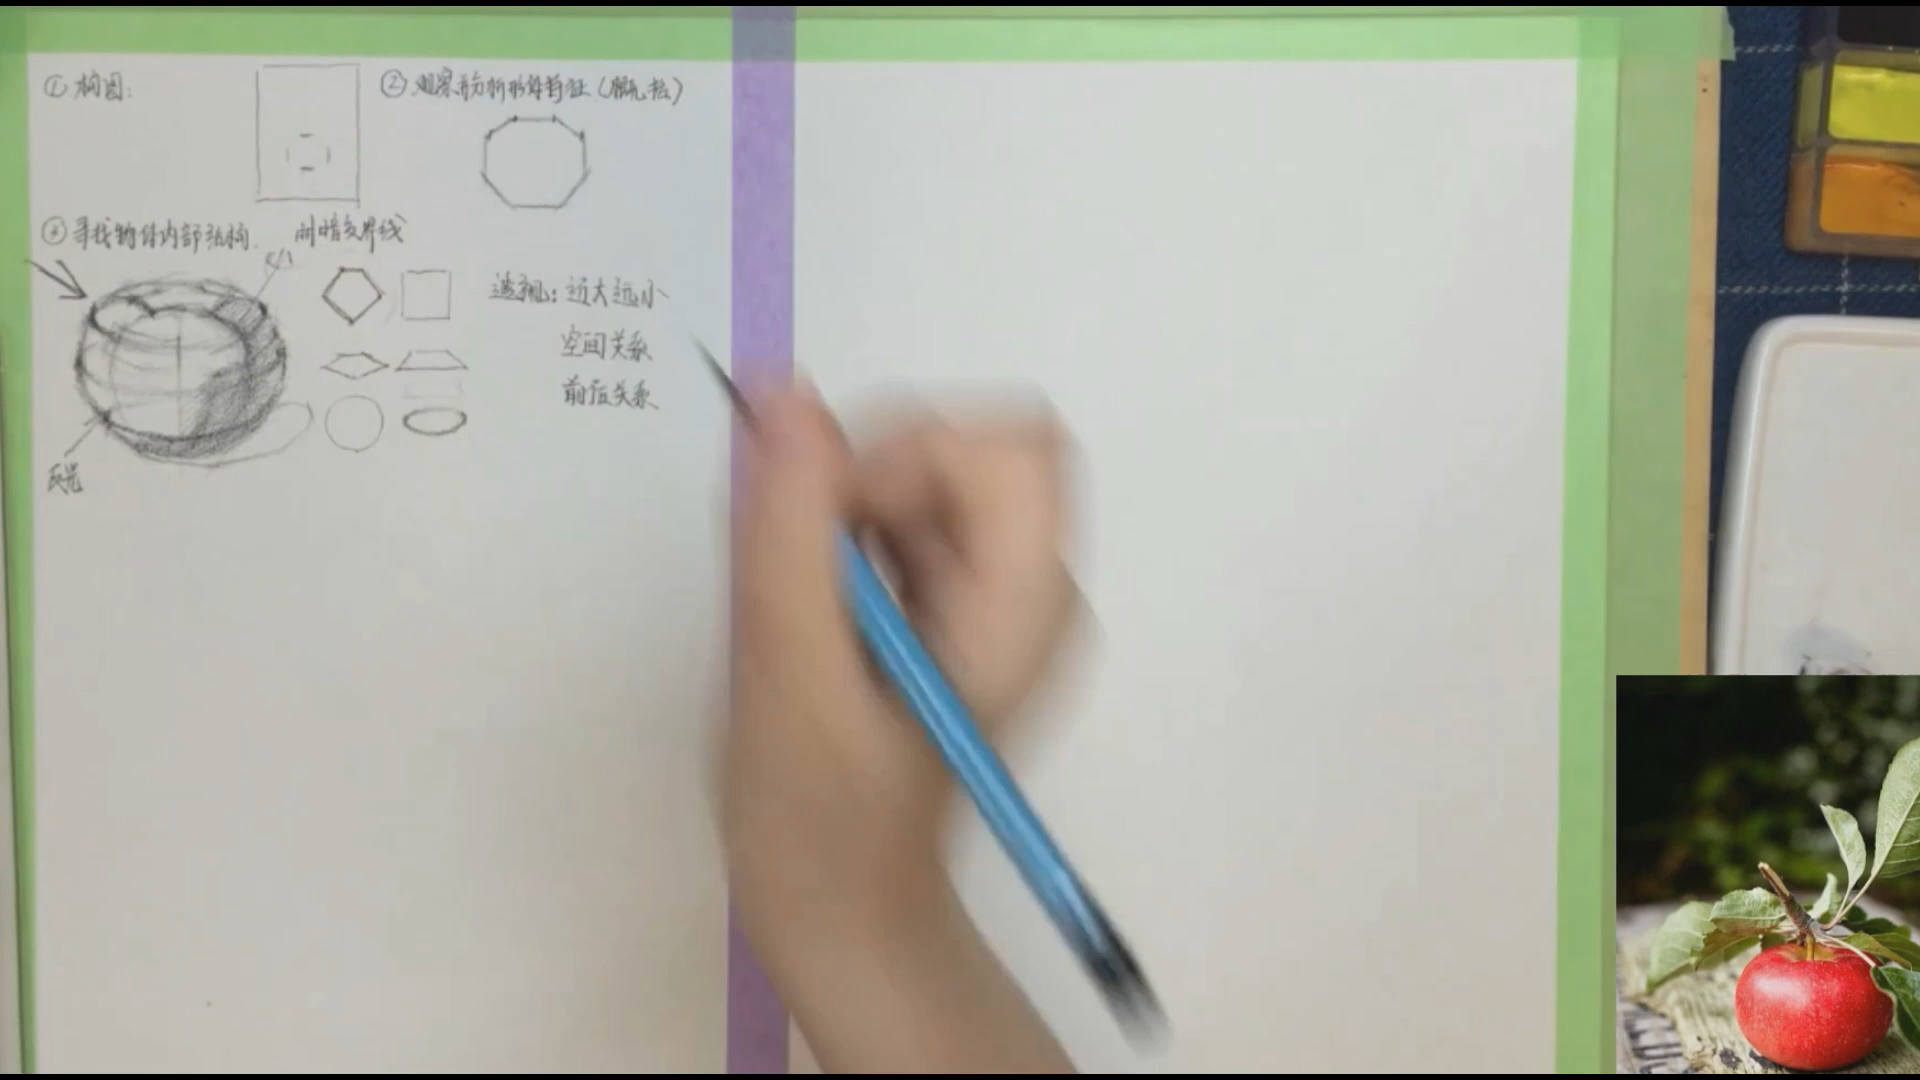 ① 构图:
② 观察并分析形体特征(概括)
③ 寻找物体内部结构.
明暗交界线
透视: 近大远小
空间关系
前后关系
反光